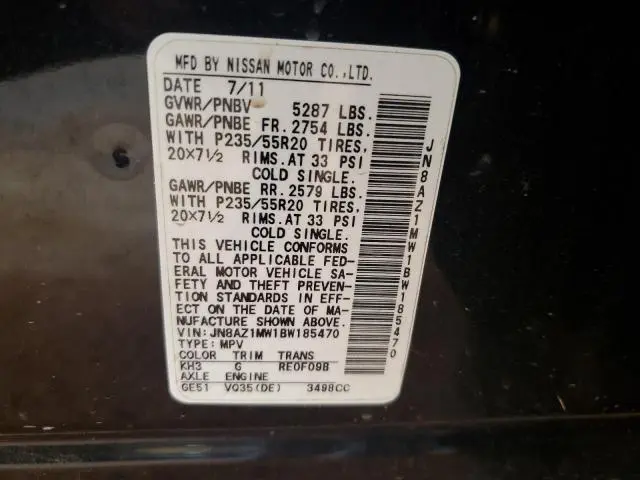 MFD BY NISSAN MOTOR CO.,LTD.
DATE 7/11
GVWR/PNBV 5287 LBS.
GAWR/PNBE FR. 2754 LBS.
WITH P235/55R20 TIRES,
20×7½ RIMS. AT 33 PSI
COLD SINGLE.
GAWR/PNBE RR. 2579 LBS.
WITH P235/55R20 TIRES,
20×7½ RIMS. AT 33 PSI
COLD SINGLE.
THIS VEHICLE CONFORMS
TO ALL APPLICABLE FED-
ERAL MOTOR VEHICLE SA-
FETY AND THEFT PREVEN-
TION STANDARDS IN EFF-
ECT ON THE DATE OF MA-
NUFACTURE SHOWN ABOVE.
VIN: JN8AZ1MW1BW185470
TYPE: MPV
COLOR TRIM TRANS
KH3 G RE0F09B
AXLE ENGINE
GE51 VQ35(DE) 3498CC
JN8AZ1MW1BW185470